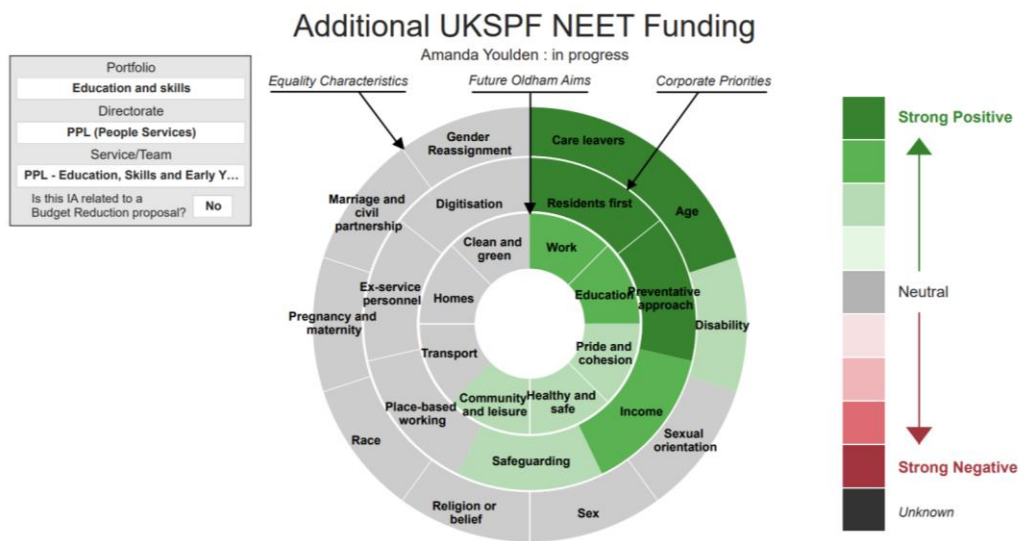 Additional UKSPF NEET Funding
Amanda Youlden : in progress
Portfolio
Education and skills
Directorate
PPL (People Services)
Service/Team
PPL - Education, Skills and Early Y...
Is this IA related to a
Budget Reduction proposal?
No
Equality Characteristics
Future Oldham Aims
Corporate Priorities
Care leavers
Age
Disability
Sexual
orientation
Sex
Religion or
belief
Race
Pregnancy and
maternity
Marriage and
civil
partnership
Gender
Reassignment
Residents first
Preventative
approach
Income
Safeguarding
Place-based
working
Ex-service
personnel
Digitisation
Work
Education
Pride and
cohesion
Healthy and
safe
Community
and leisure
Transport
Homes
Clean and
green
Strong Positive
Neutral
Strong Negative
Unknown